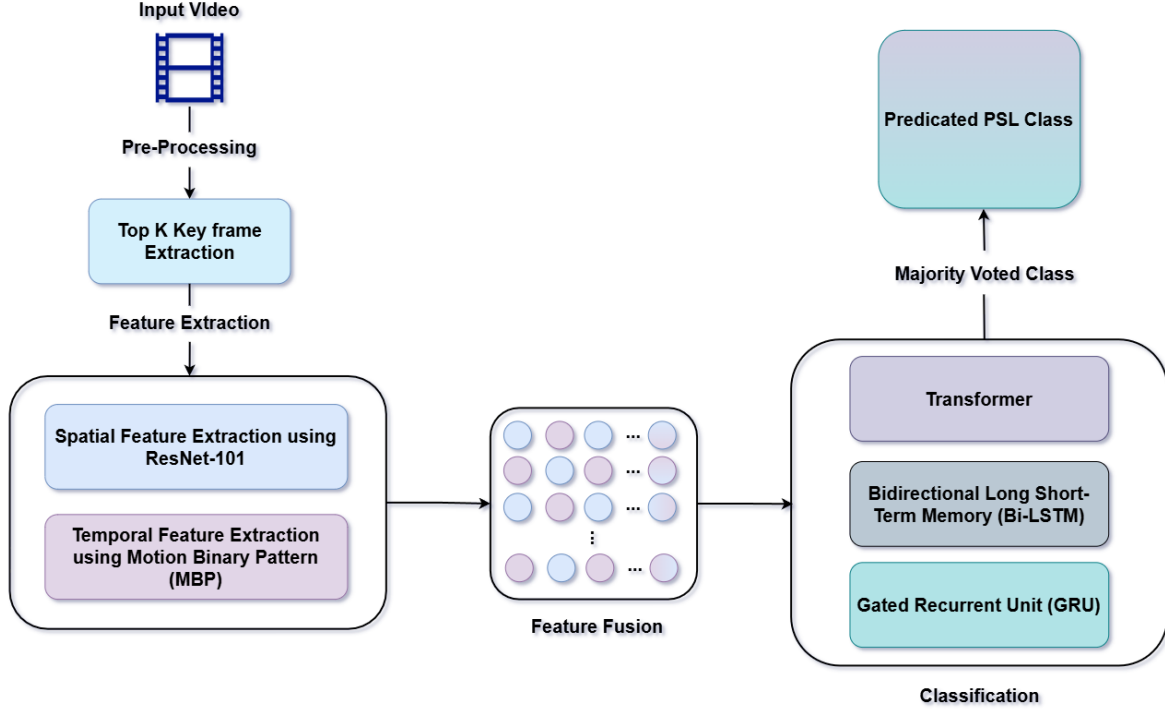 Input VIdeo
Pre-Processing
Top K Key frame
Extraction
Feature Extraction
Spatial Feature Extraction using
ResNet-101
Temporal Feature Extraction
using Motion Binary Pattern
(MBP)
...
...
...
...
...
Feature Fusion
Predicated PSL Class
Majority Voted Class
Transformer
Bidirectional Long Short-
Term Memory (Bi-LSTM)
Gated Recurrent Unit (GRU)
Classification